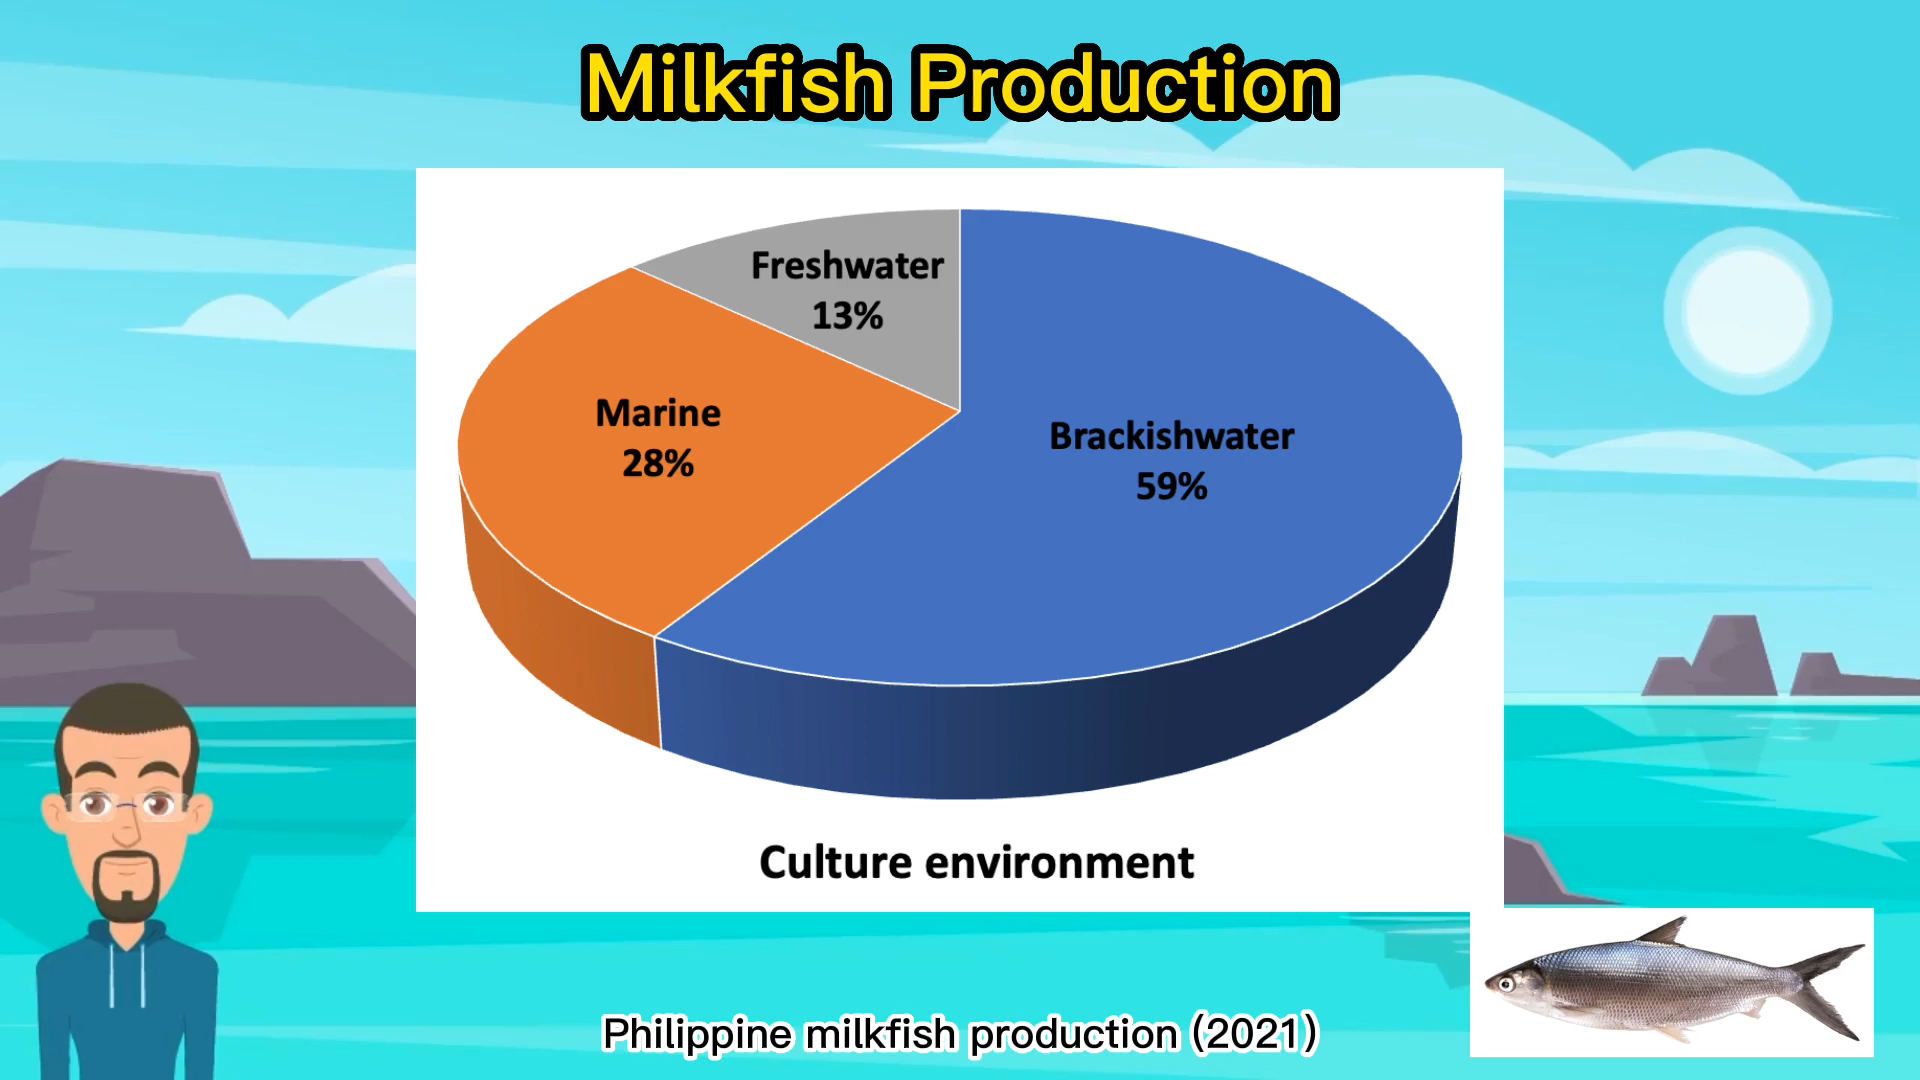 Milkfish Production
Freshwater
13%
Marine
28%
Brackishwater
59%
Culture environment
Philippine milkfish production (2021)